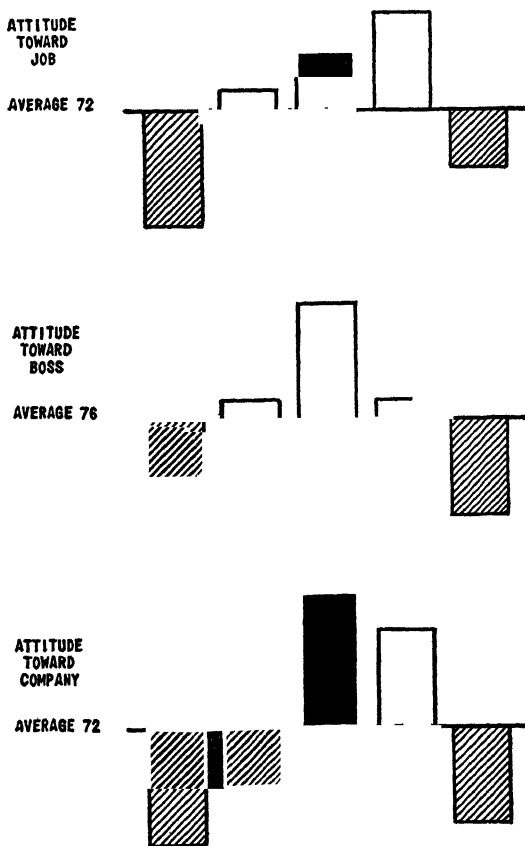 ATTITUDE
TOWARD
JOB
AVERAGE 72
ATTITUDE
TOWARD
BOSS
AVERAGE 76
ATTITUDE
TOWARD
COMPANY
AVERAGE 72